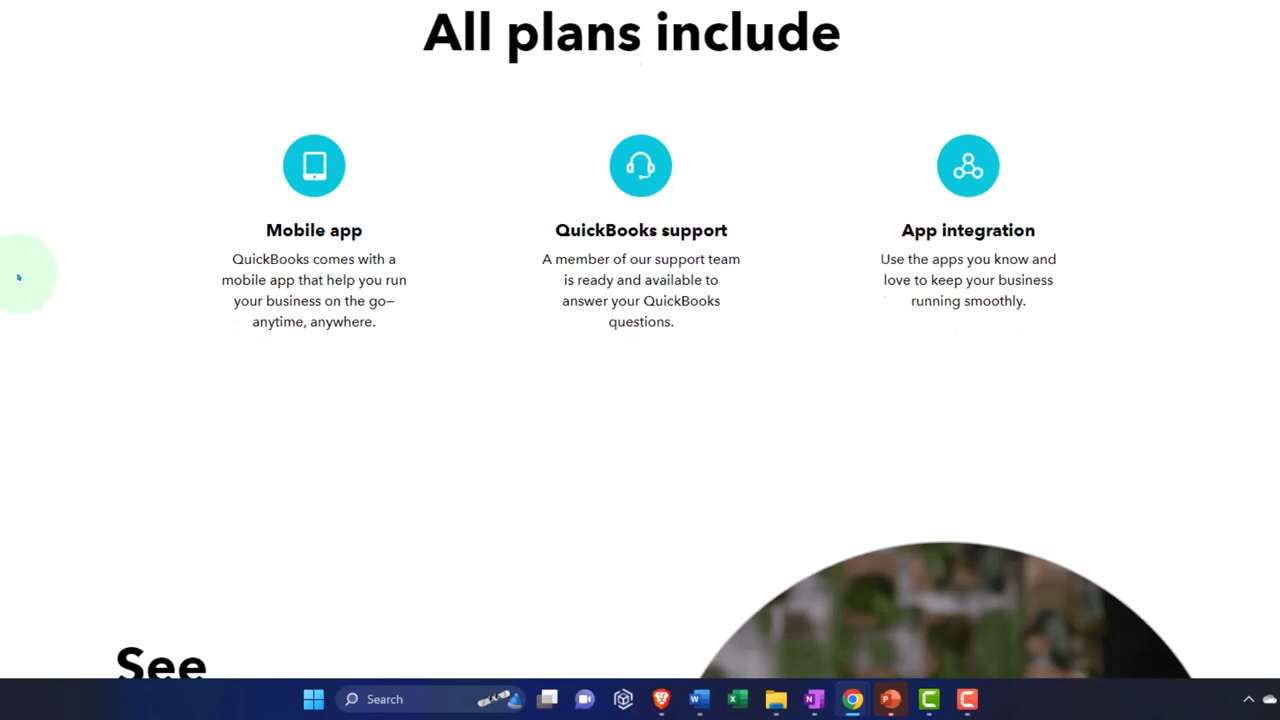 All plans include
Mobile app
QuickBooks comes with a
mobile app that help you run
your business on the go—
anytime, anywhere.
QuickBooks support
A member of our support team
is ready and available to
answer your QuickBooks
questions.
App integration
Use the apps you know and
love to keep your business
running smoothly.
See
Search